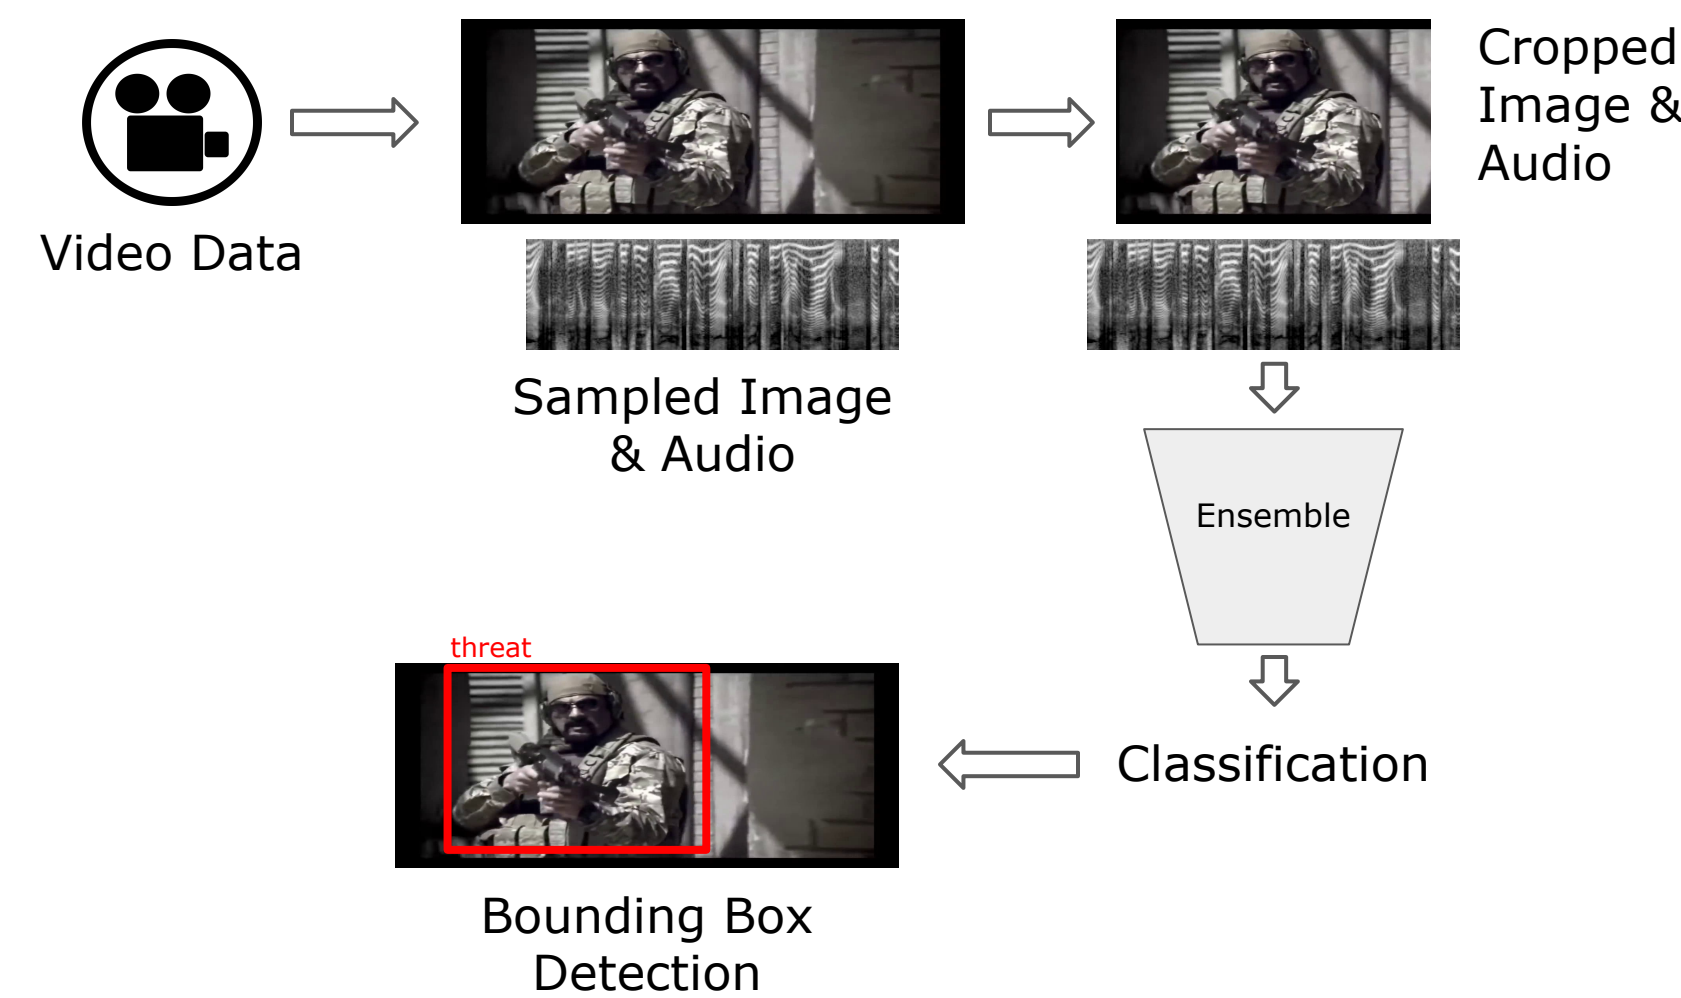 Video Data
Sampled Image
& Audio
Cropped
Image &
Audio
Ensemble
Classification
threat
Bounding Box
Detection